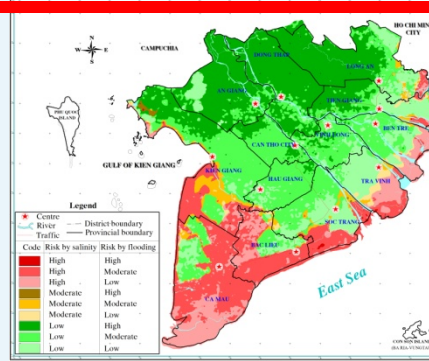 HO CHI MIN
CITY
N
W E
S
CAMPUCHIA
DONG THAP
LONG AN
PHU QUOC
ISLAND
AN GIANG
TIEN GIANG
BEN TRE
VINH LONG
CAN THO CITY
GULF OF KIEN GIANG
KIEN GIANG
TRA VINH
HAU GIANG
SOC TRANG
BAC LIEU
CA MAU
East Sea
Legend
Centre
River
Traffic
District boundary
Provincial boundary
Code Risk by salinity Risk by flooding
High High
High Moderate
High Low
Moderate High
Moderate Moderate
Moderate Low
Low High
Low Moderate
Low Low
CON SON ISLAND
(BA RIA-VUNGTAU